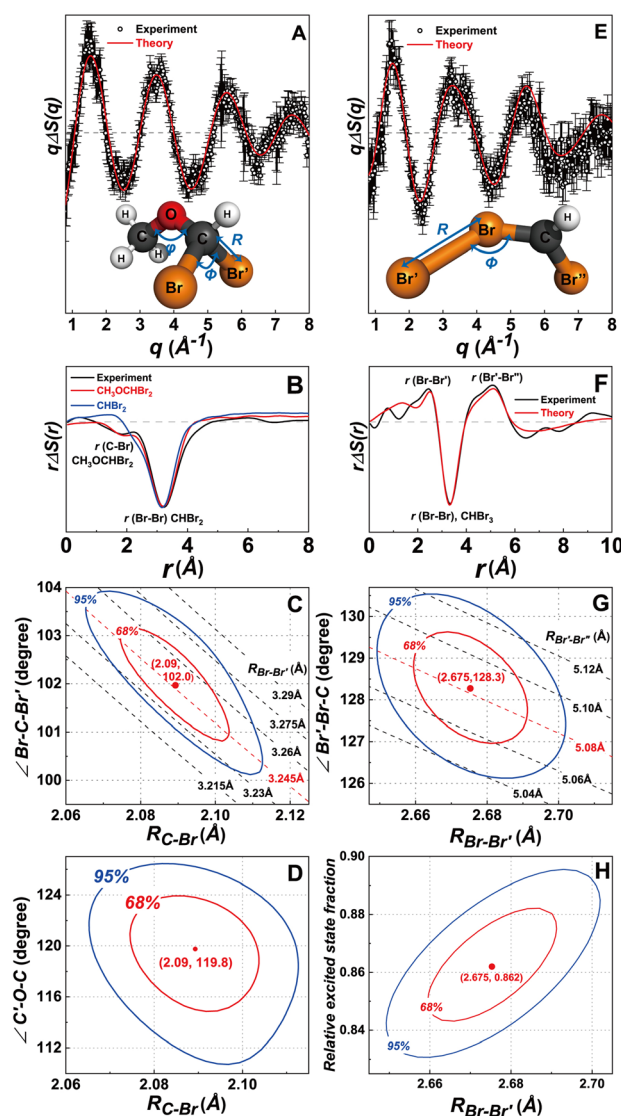 A
Experiment
Theory
qΔS(q)
H
O
H
C
C
R
H
H
φ
Br
Φ
Br'
1 2 3 4 5 6 7 8
q (Å⁻¹)
E
Experiment
Theory
qΔS(q)
R
Br
H
C
Φ
Br'
Br''
1 2 3 4 5 6 7 8
q (Å⁻¹)
B
Experiment
CH₃OCHBr₂
CHBr₂
rΔS(r)
r (C-Br)
CH₃OCHBr₂
r (Br-Br) CHBr₂
0 2 4 6 8
r (Å)
F
r (Br-Br')
r (Br'-Br'')
Experiment
Theory
rΔS(r)
r (Br-Br), CHBr₃
0 2 4 6 8 10
r (Å)
C
∠Br-C-Br' (degree)
104
103
102
101
100
95%
68%
(2.09,
102.0)
R Br-Br' (Å)
3.29Å
3.275Å
3.26Å
3.245Å
3.23Å
3.215Å
2.06 2.08 2.10 2.12
R C-Br (Å)
G
∠Br'-Br-C (degree)
130
129
128
127
126
95%
68%
(2.675,128.3)
R Br'-Br'' (Å)
5.12Å
5.10Å
5.08Å
5.06Å
5.04Å
2.66 2.68 2.70
R Br-Br' (Å)
D
∠C'-O-C (degree)
124
120
116
112
95%
68%
(2.09, 119.8)
2.06 2.08 2.10
R C-Br (Å)
H
Relative excited state fraction
0.90
0.88
0.86
0.84
(2.675, 0.862)
68%
95%
2.66 2.68 2.70
R Br-Br' (Å)